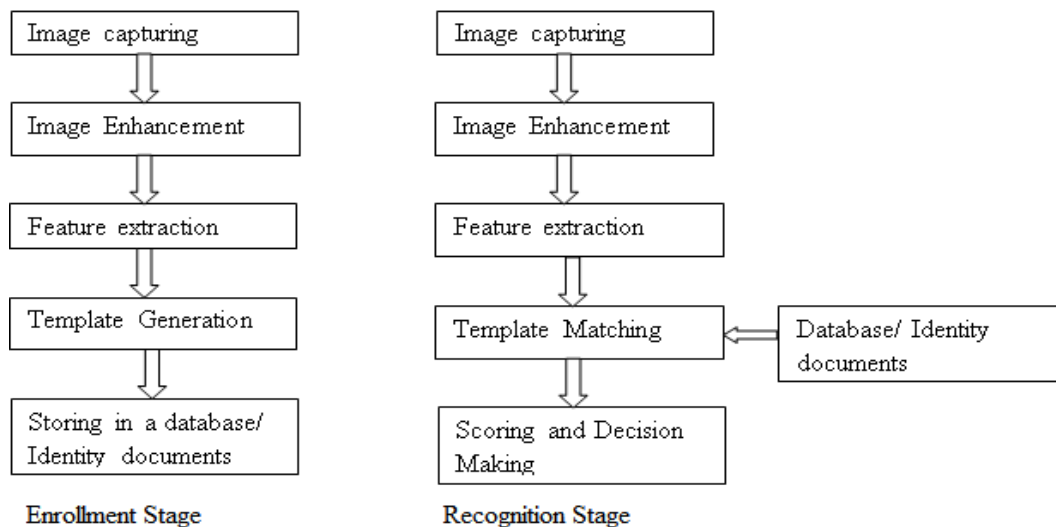 Image capturing
Image Enhancement
Feature extraction
Template Generation
Storing in a database/
Identity documents
Enrollment Stage
Image capturing
Image Enhancement
Feature extraction
Template Matching
Database/ Identity
documents
Scoring and Decision
Making
Recognition Stage